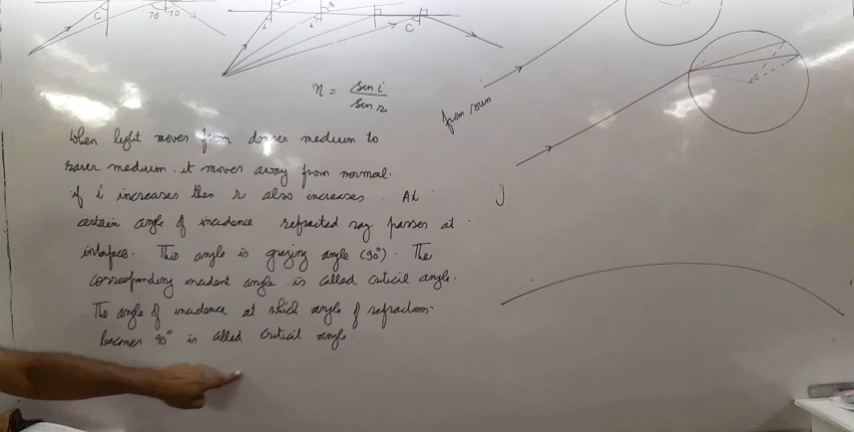 C
70 70
i
r
C
n = sin i / sin r
from sun
When light moves from denser medium to
rarer medium. it moves away from normal.
if i increases then r also increases. At
certain angle of incidence refracted ray passes at
interface. This angle is grazing angle (90°). The
corresponding incident angle is called critical angle.
The angle of incidence at which angle of refraction
becomes 90° is called critical angle.